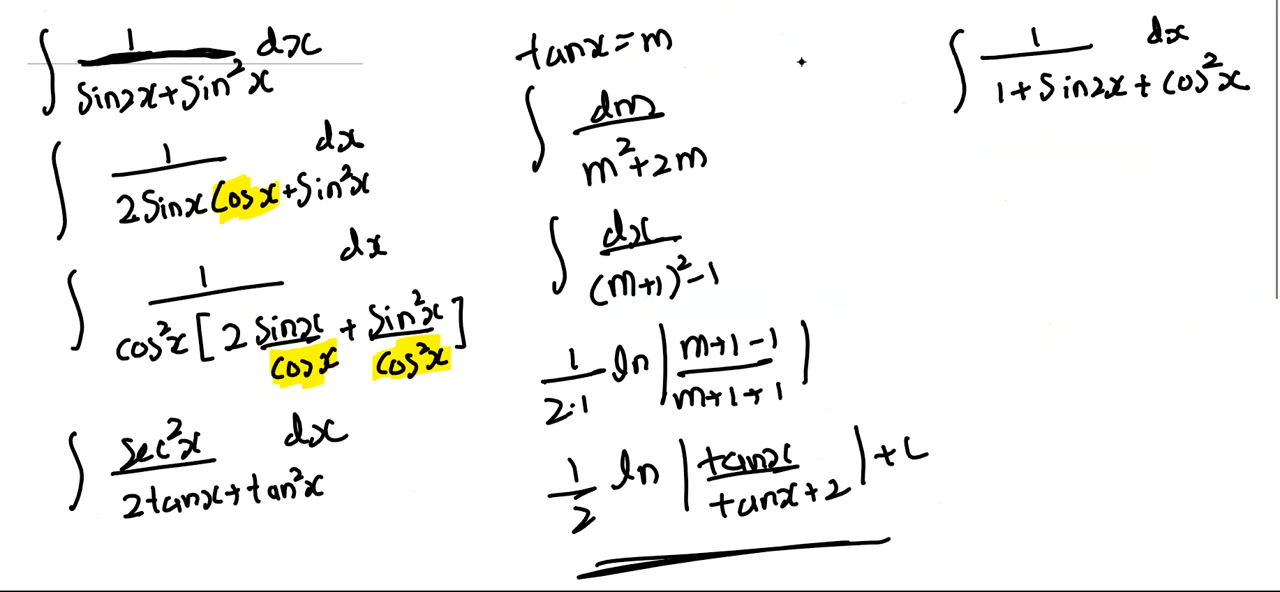 ∫ 1/(Sin2x+Sin²x) dx
∫ 1/(2Sinx Cosx+Sin²x) dx
∫ 1/(cos²x[2 Sinx/Cosx + Sin²x/Cos²x]) dx
∫ Sec²x/(2tanx+tan²x) dx
tanx=m
∫ dm/(m²+2m)
∫ dx/((m+1)²-1)
1/(2·1) ln|(m+1-1)/(m+1+1)|
1/2 ln|tanx/(tanx+2)|+c
∫ 1/(1+Sin2x+Cos²x) dx